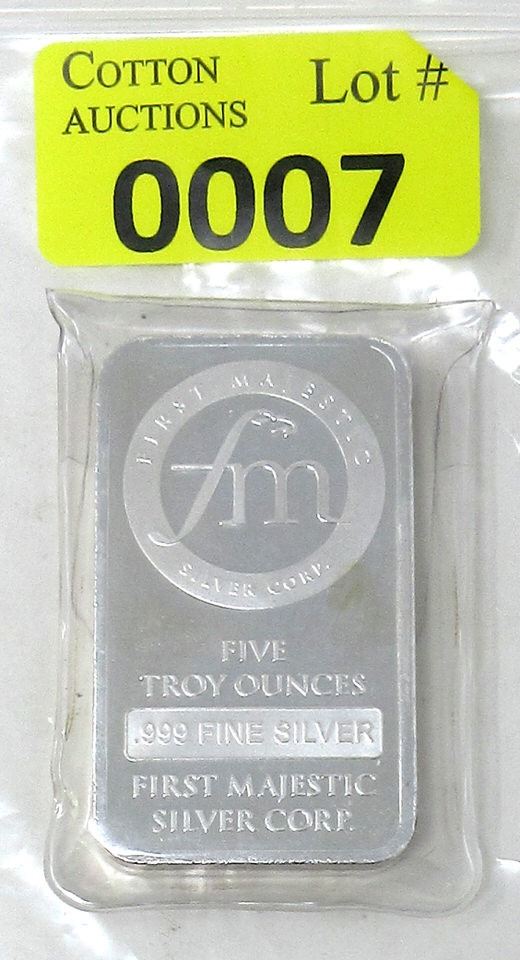 COTTON
AUCTIONS
Lot #
0007
FIRST MAJESTIC
fm
SILVER CORP.
FIVE
TROY OUNCES
.999 FINE SILVER
FIRST MAJESTIC
SILVER CORP.